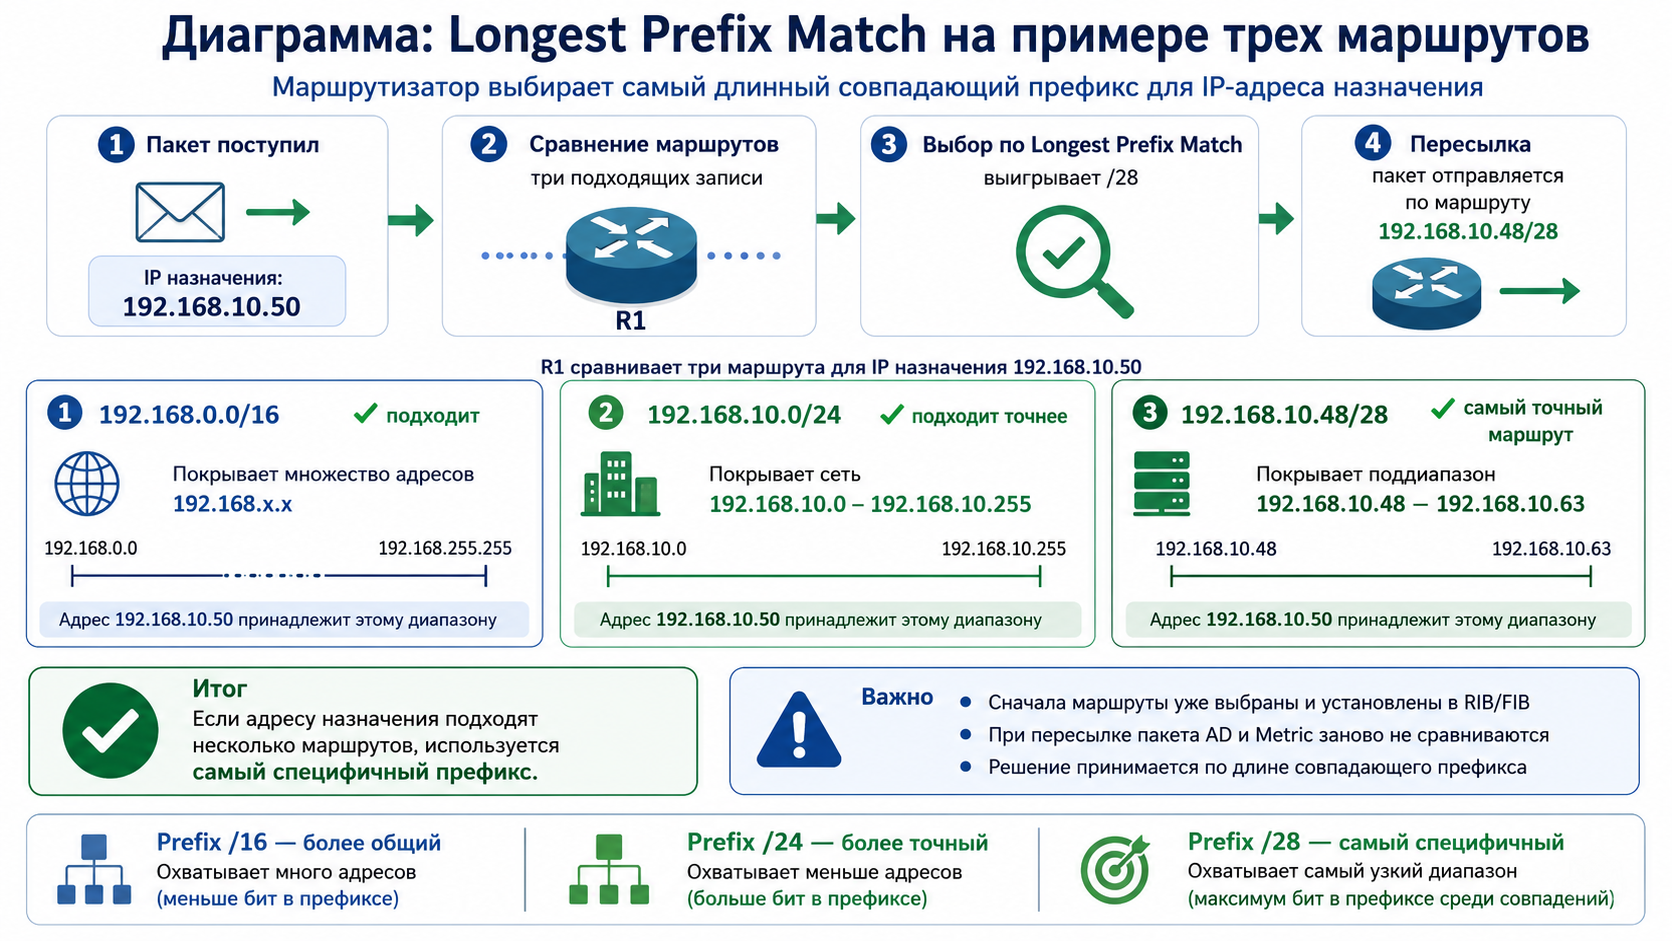 Диаграмма: Longest Prefix Match на примере трех маршрутов
Маршрутизатор выбирает самый длинный совпадающий префикс для IP-адреса назначения
1 Пакет поступил
IP назначения:
192.168.10.50
2 Сравнение маршрутов
три подходящих записи
R1
3 Выбор по Longest Prefix Match
выигрывает /28
4 Пересылка
пакет отправляется
по маршруту
192.168.10.48/28
R1 сравнивает три маршрута для IP назначения 192.168.10.50
1 192.168.0.0/16 подходит
Покрывает множество адресов
192.168.x.x
192.168.0.0 192.168.255.255
Адрес 192.168.10.50 принадлежит этому диапазону
2 192.168.10.0/24 подходит точнее
Покрывает сеть
192.168.10.0 – 192.168.10.255
192.168.10.0 192.168.10.255
Адрес 192.168.10.50 принадлежит этому диапазону
3 192.168.10.48/28 самый точный
маршрут
Покрывает поддиапазон
192.168.10.48 — 192.168.10.63
192.168.10.48 192.168.10.63
Адрес 192.168.10.50 принадлежит этому диапазону
Итог
Если адресу назначения подходят
несколько маршрутов, используется
самый специфичный префикс.
Важно
• Сначала маршруты уже выбраны и установлены в RIB/FIB
• При пересылке пакета AD и Metric заново не сравниваются
• Решение принимается по длине совпадающего префикса
Prefix /16 — более общий
Охватывает много адресов
(меньше бит в префиксе)
Prefix /24 — более точный
Охватывает меньше адресов
(больше бит в префиксе)
Prefix /28 — самый специфичный
Охватывает самый узкий диапазон
(максимум бит в префиксе среди совпадений)